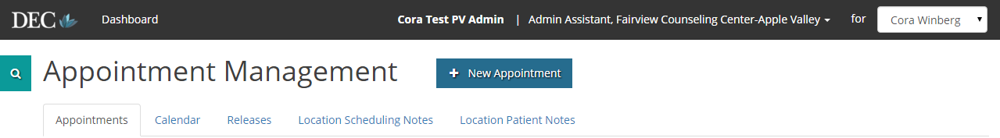 DEC Dashboard Cora Test PV Admin | Admin Assistant, Fairview Counseling Center-Apple Valley for Cora Winberg
Appointment Management + New Appointment
Appointments Calendar Releases Location Scheduling Notes Location Patient Notes